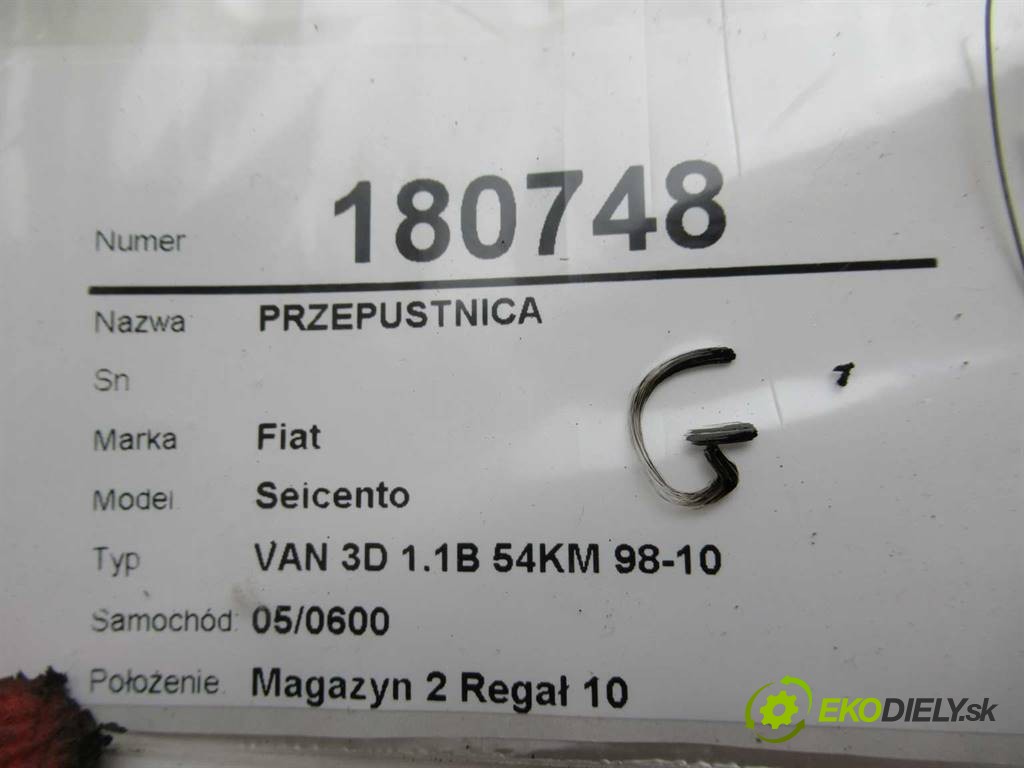 Numer 180748
Nazwa PRZEPUSTNICA
Sn
Marka Fiat
Model Seicento
Typ VAN 3D 1.1B 54KM 98-10
Samochód: 05/0600
Położenie. Magazyn 2 Regał 10
G
EKODIELY.sk